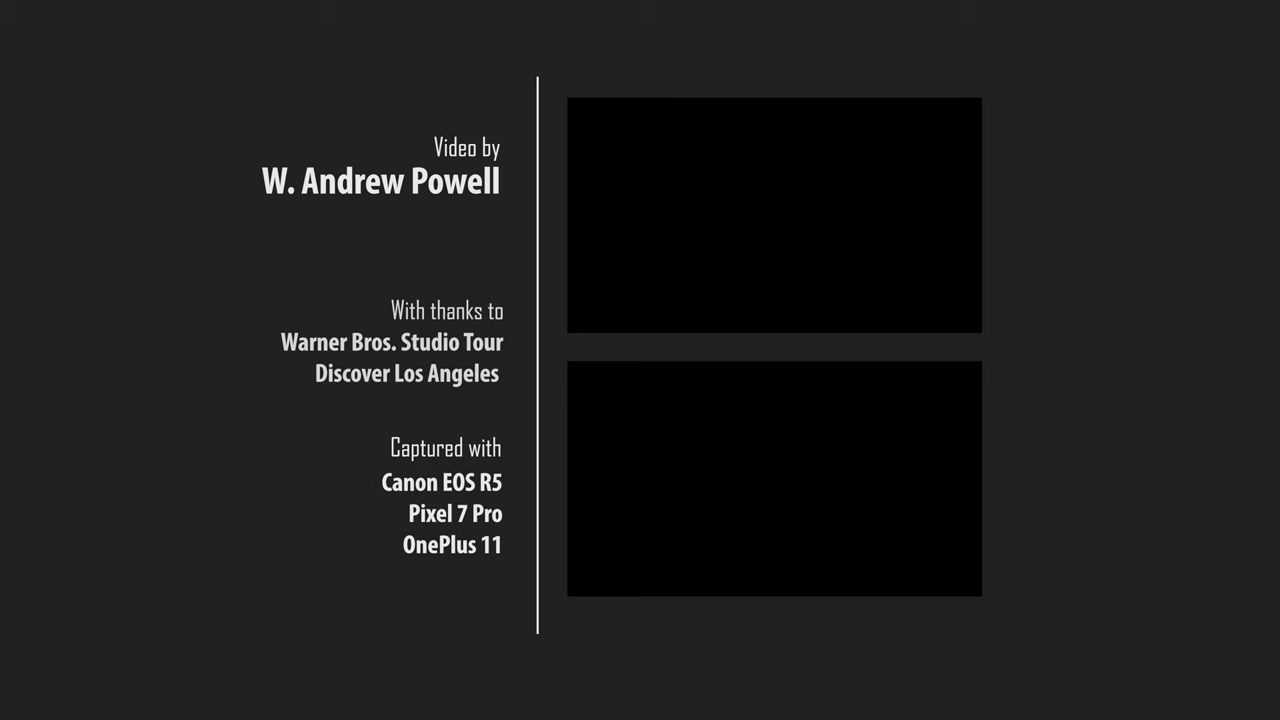 Video by
W. Andrew Powell
With thanks to
Warner Bros. Studio Tour
Discover Los Angeles
Captured with
Canon EOS R5
Pixel 7 Pro
OnePlus 11